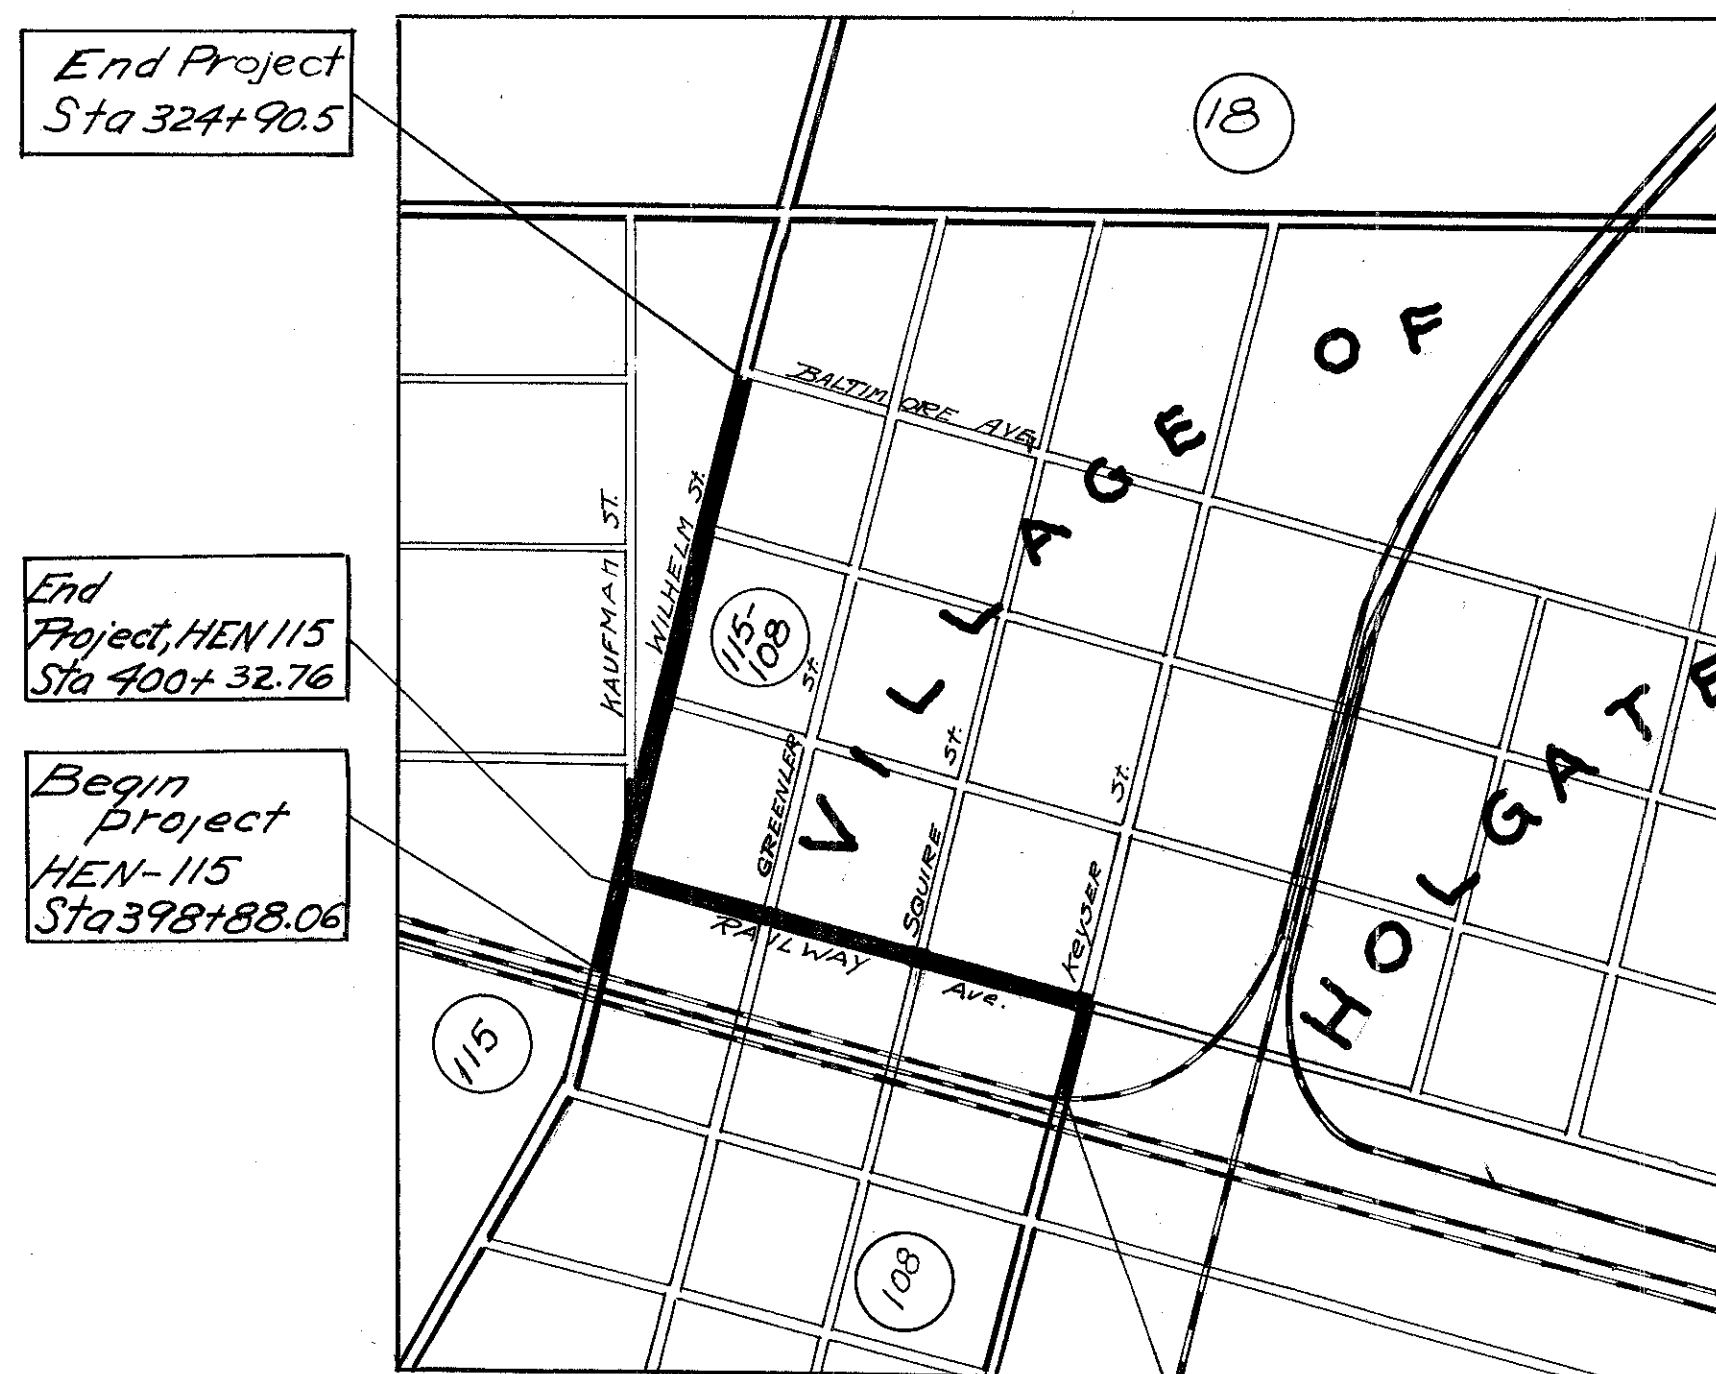 End Project
Sta 324+90.5
18
BALTIMORE AVE.
OF
VILLAGE
KAUFMAN ST.
WILHELM St.
115-
108
End
Project, HEN 115
Sta 400+32.76
GREENLER St.
SQUIRE St.
KEYSER St.
HOLGATE
Begin
project
HEN-115
Sta 398+88.06
RAILWAY Ave.
115
108